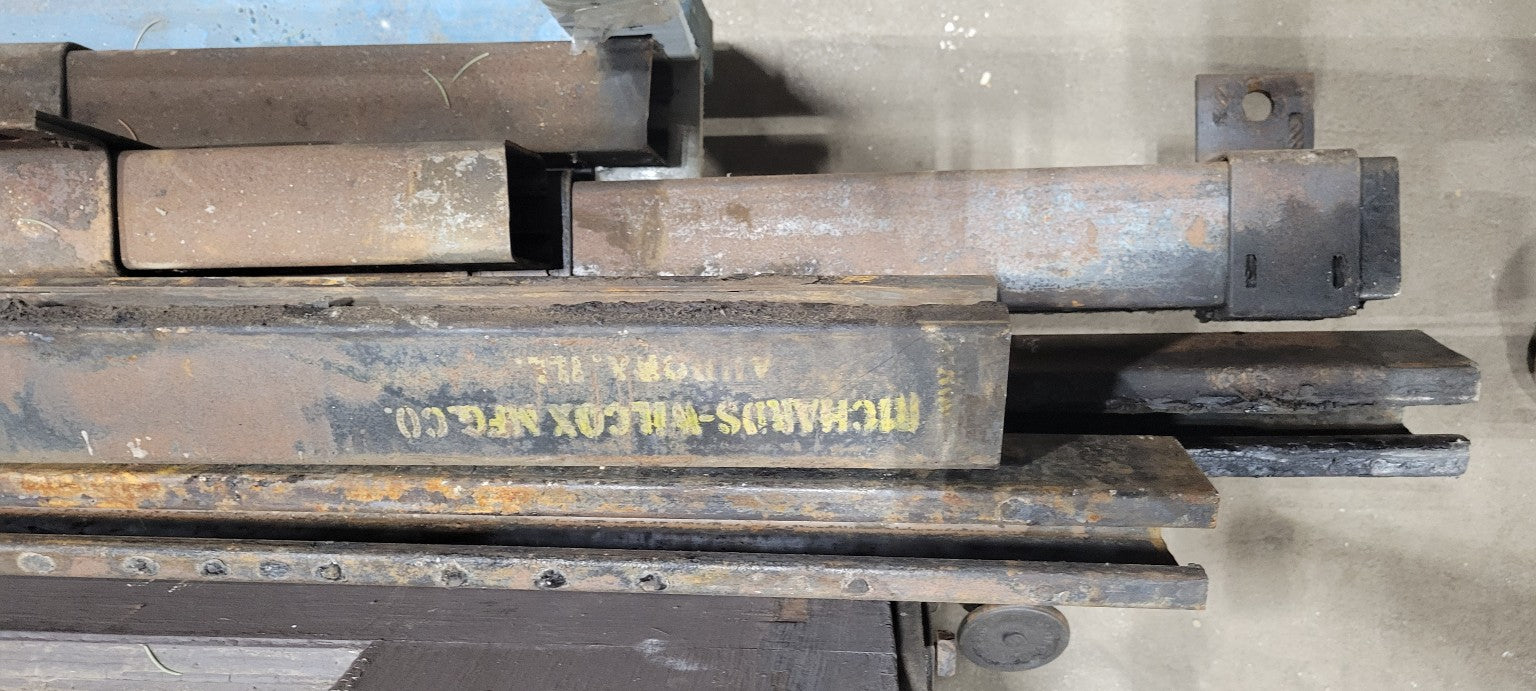 RICHARDS-WILCOX MFG. CO.
AURORA, ILL.